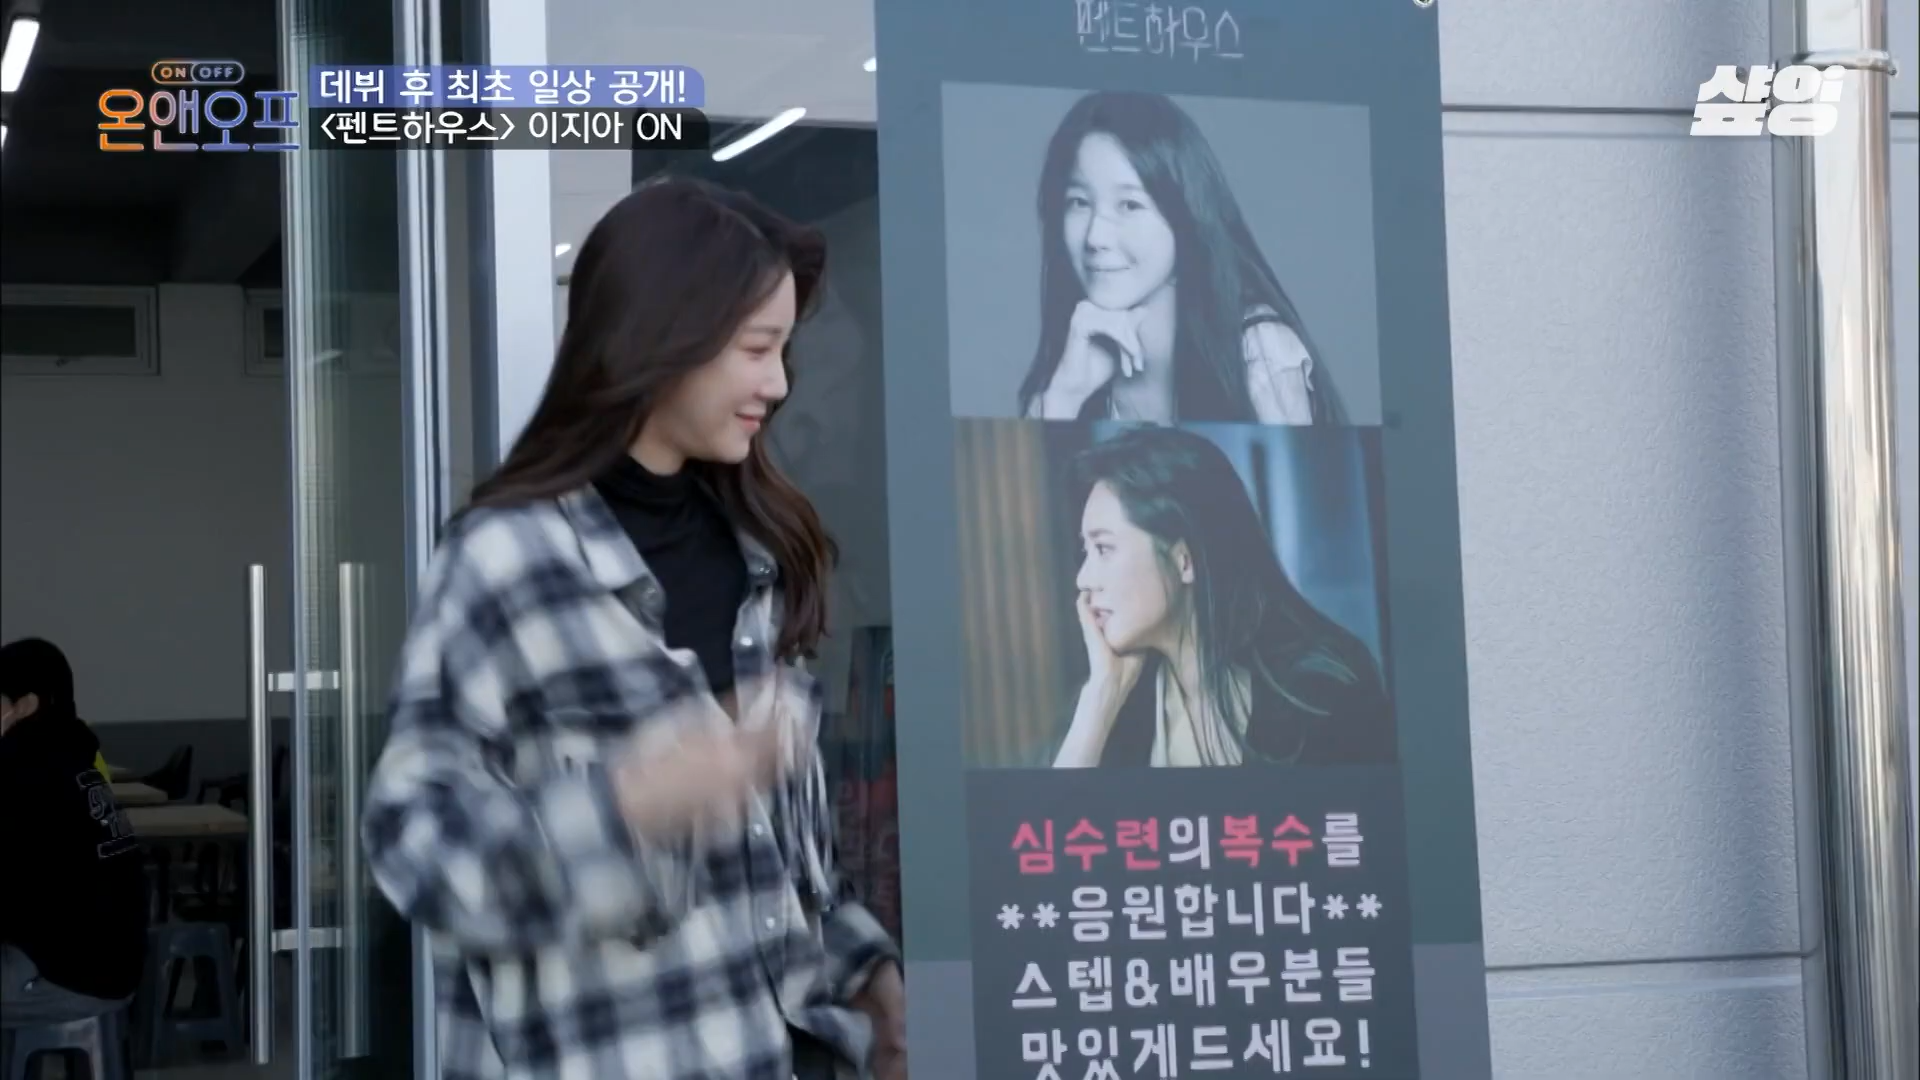 ON OFF
온앤오프
데뷔 후 최초 일상 공개!
<펜트하우스> 이지아 ON
샾잉
펜트하우스
심수련의복수를
**응원합니다**
스텝&배우분들
맛있게드세요!